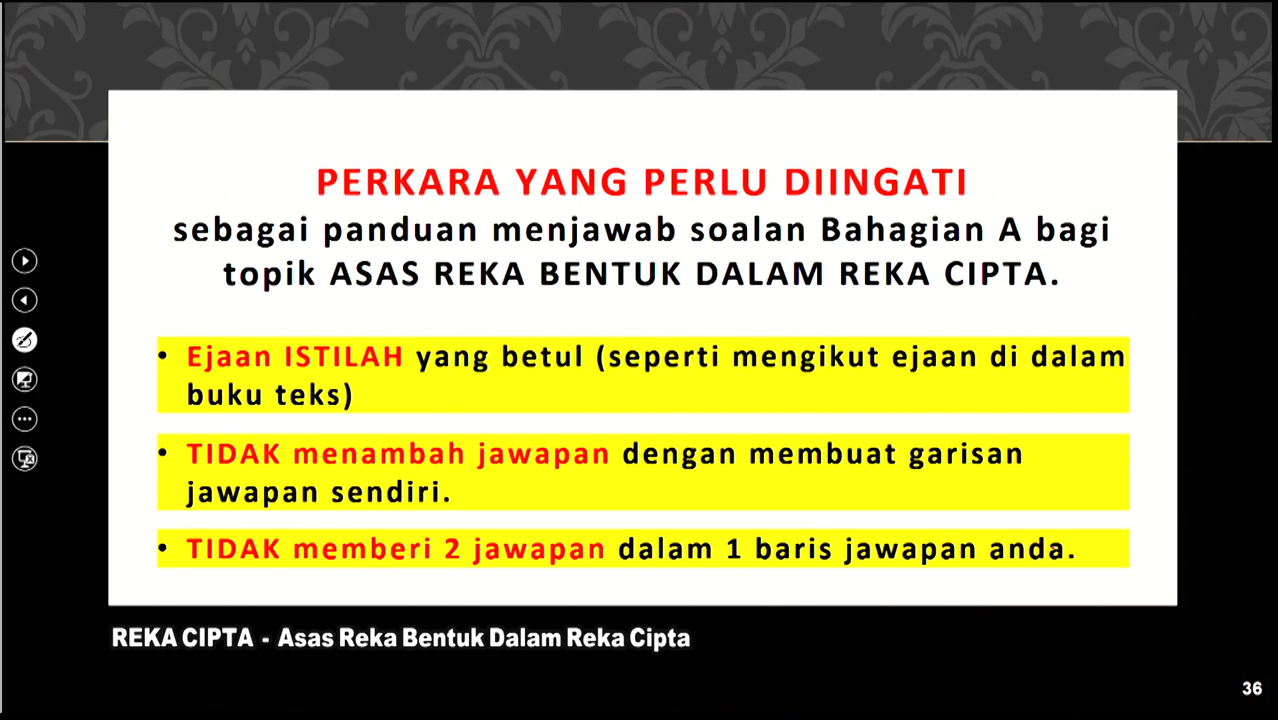 PERKARA YANG PERLU DIINGATI
sebagai panduan menjawab soalan Bahagian A bagi
topik ASAS REKA BENTUK DALAM REKA CIPTA.
• Ejaan ISTILAH yang betul (seperti mengikut ejaan di dalam
buku teks)
• TIDAK menambah jawapan dengan membuat garisan
jawapan sendiri.
• TIDAK memberi 2 jawapan dalam 1 baris jawapan anda.
REKA CIPTA - Asas Reka Bentuk Dalam Reka Cipta
36